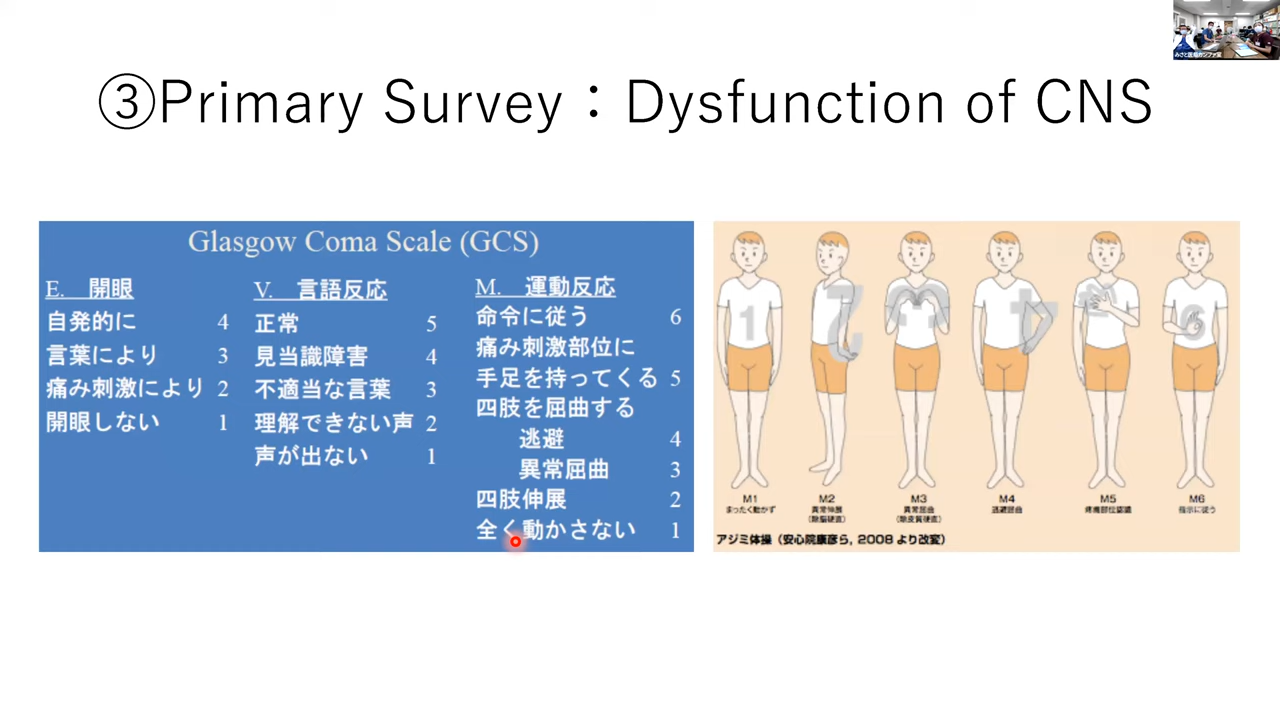 ③Primary Survey：Dysfunction of CNS
Glasgow Coma Scale (GCS)
E.　開眼
自発的に 4
言葉により 3
痛み刺激により 2
開眼しない 1
V.　言語反応
正常 5
見当識障害 4
不適当な言葉 3
理解できない声 2
声が出ない 1
M.　運動反応
命令に従う 6
痛み刺激部位に
手足を持ってくる 5
四肢を屈曲する
逃避 4
異常屈曲 3
四肢伸展 2
全く動かさない 1
1
2
3
4
5
6
M1
まったく動かず
M2
異常伸展
(除脳硬直)
M3
異常屈曲
(除皮質硬直)
M4
逃避屈曲
M5
疼痛部位認識
M6
指示に従う
アジミ体操（安心院康彦ら, 2008 より改変）